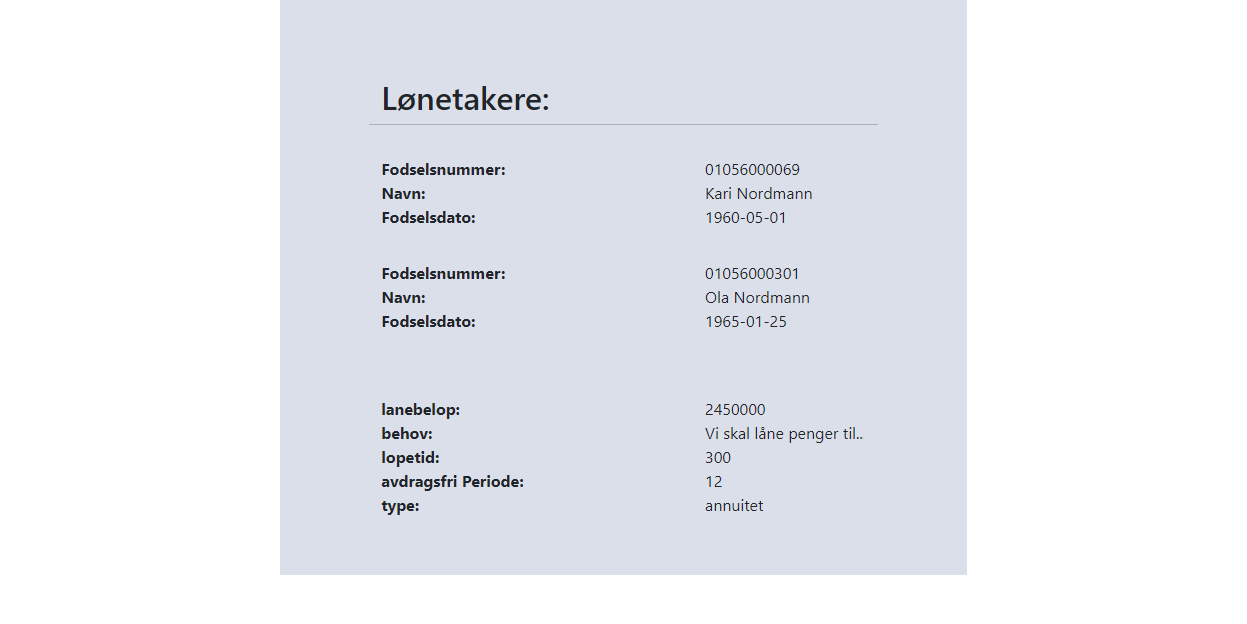 Lønetakere:
Fodselsnummer: 01056000069
Navn: Kari Nordmann
Fodselsdato: 1960-05-01
Fodselsnummer: 01056000301
Navn: Ola Nordmann
Fodselsdato: 1965-01-25
lanebelop: 2450000
behov: Vi skal låne penger til..
lopetid: 300
avdragsfri Periode: 12
type: annuitet